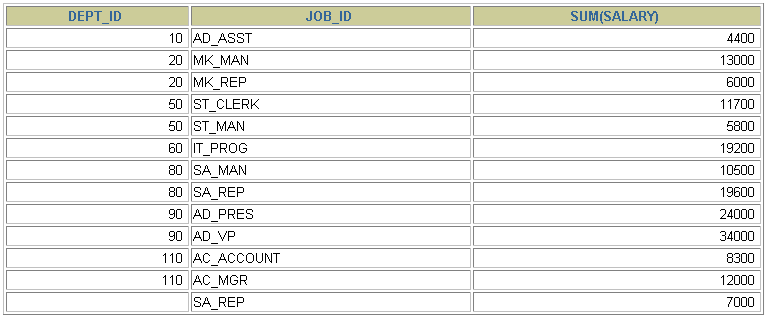 DEPT_ID JOB_ID SUM(SALARY)
10 AD_ASST 4400
20 MK_MAN 13000
20 MK_REP 6000
50 ST_CLERK 11700
50 ST_MAN 5800
60 IT_PROG 19200
80 SA_MAN 10500
80 SA_REP 19600
90 AD_PRES 24000
90 AD_VP 34000
110 AC_ACCOUNT 8300
110 AC_MGR 12000
SA_REP 7000